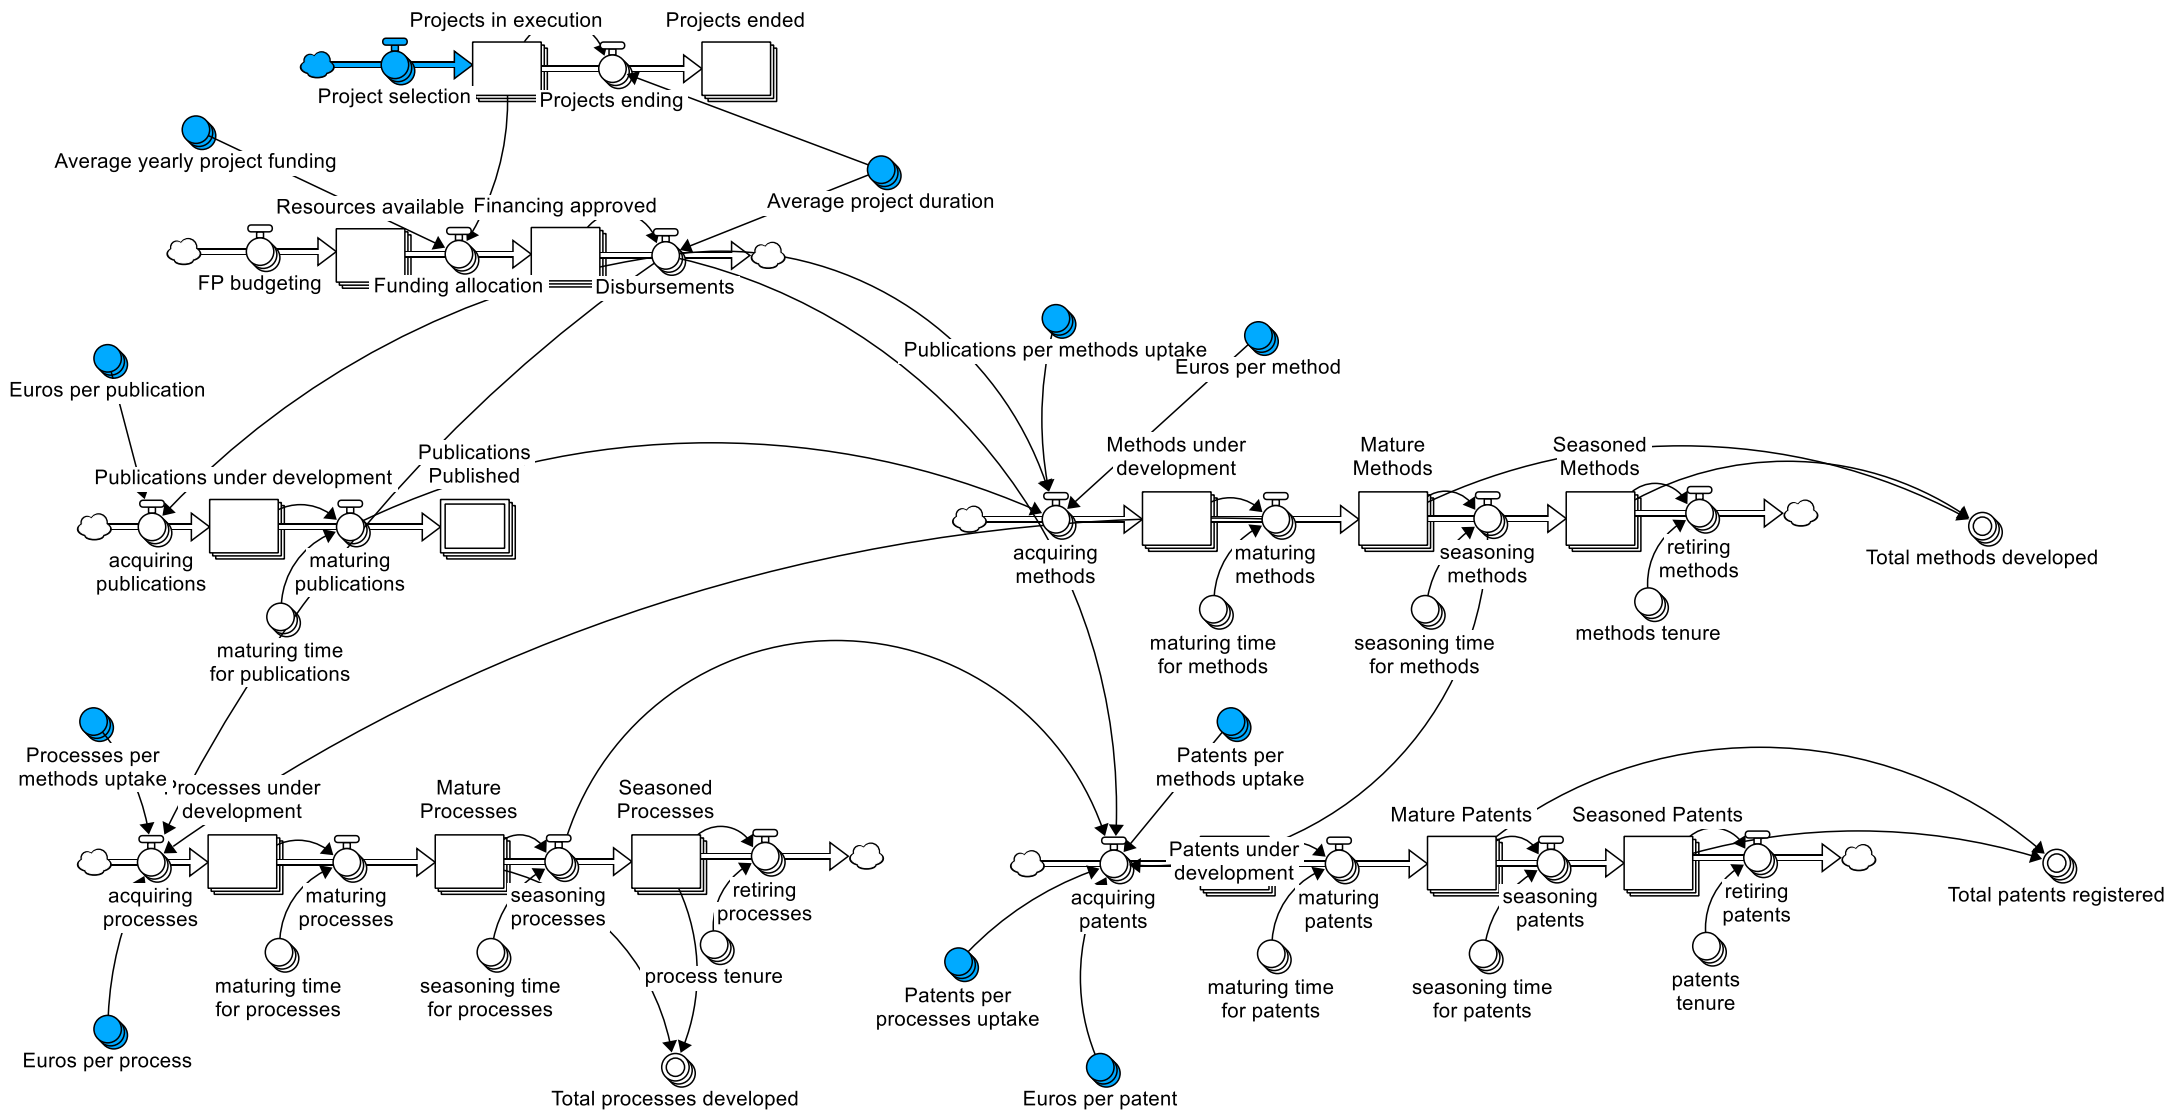 Projects in execution
Projects ended
Project selection
Projects ending
Average yearly project funding
Average project duration
Resources available
Financing approved
FP budgeting
Funding allocation
Disbursements
Publications per methods uptake
Euros per method
Euros per publication
Publications under development
Publications
Published
Methods under
development
Mature
Methods
Seasoned
Methods
acquiring
publications
maturing
publications
acquiring
methods
maturing
methods
seasoning
methods
retiring
methods
Total methods developed
maturing time
for publications
maturing time
for methods
seasoning time
for methods
methods tenure
Processes per
methods uptake
Patents per
methods uptake
Processes under
development
Mature
Processes
Seasoned
Processes
Patents under
development
Mature Patents
Seasoned Patents
acquiring
processes
maturing
processes
seasoning
processes
retiring
processes
acquiring
patents
maturing
patents
seasoning
patents
retiring
patents
Total patents registered
maturing time
for processes
seasoning time
for processes
process tenure
Patents per
processes uptake
maturing time
for patents
seasoning time
for patents
patents
tenure
Euros per process
Total processes developed
Euros per patent